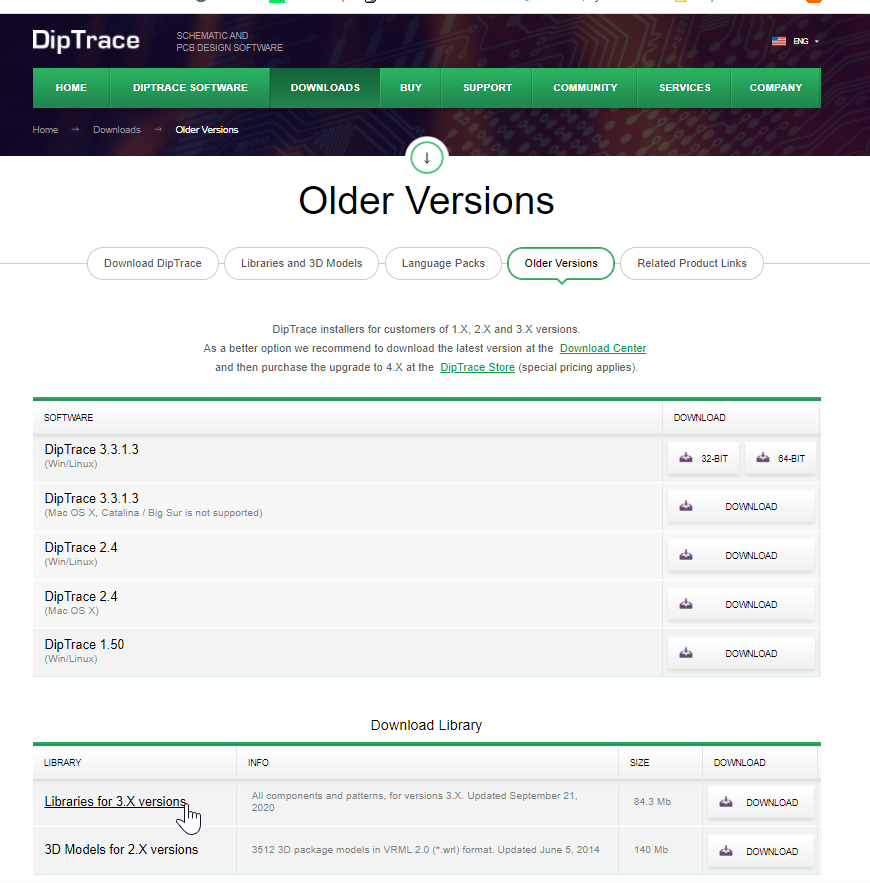 DipTrace
SCHEMATIC AND
PCB DESIGN SOFTWARE
ENG
HOME
DIPTRACE SOFTWARE
DOWNLOADS
BUY
SUPPORT
COMMUNITY
SERVICES
COMPANY
Home → Downloads → Older Versions
Older Versions
Download DipTrace
Libraries and 3D Models
Language Packs
Older Versions
Related Product Links
DipTrace installers for customers of 1.X, 2.X and 3.X versions.
As a better option we recommend to download the latest version at the Download Center
and then purchase the upgrade to 4.X at the DipTrace Store (special pricing applies).
SOFTWARE
DOWNLOAD
DipTrace 3.3.1.3
(Win/Linux)
32-BIT
64-BIT
DipTrace 3.3.1.3
(Mac OS X, Catalina / Big Sur is not supported)
DOWNLOAD
DipTrace 2.4
(Win/Linux)
DOWNLOAD
DipTrace 2.4
(Mac OS X)
DOWNLOAD
DipTrace 1.50
(Win/Linux)
DOWNLOAD
Download Library
LIBRARY
INFO
SIZE
DOWNLOAD
Libraries for 3.X versions
All components and patterns, for versions 3.X. Updated September 21,
2020
84.3 Mb
DOWNLOAD
3D Models for 2.X versions
3512 3D package models in VRML 2.0 (*.wrl) format. Updated June 5, 2014
140 Mb
DOWNLOAD